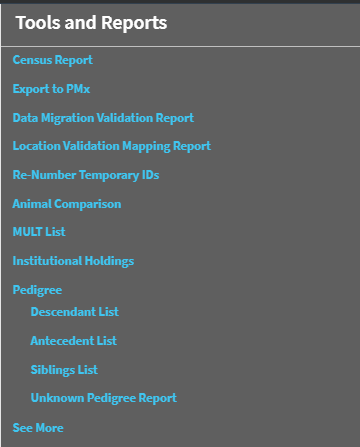 Tools and Reports
Census Report
Export to PMx
Data Migration Validation Report
Location Validation Mapping Report
Re-Number Temporary IDs
Animal Comparison
MULT List
Institutional Holdings
Pedigree
Descendant List
Antecedent List
Siblings List
Unknown Pedigree Report
See More